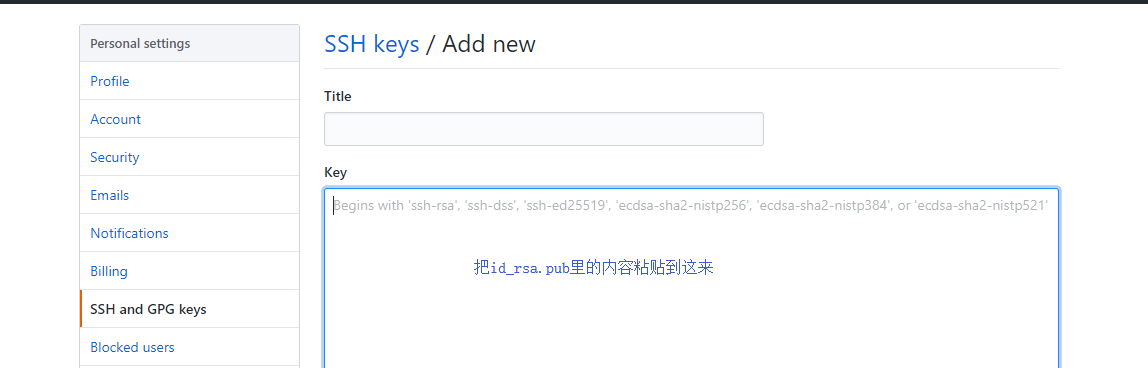 Personal settings
Profile
Account
Security
Emails
Notifications
Billing
SSH and GPG keys
Blocked users
SSH keys / Add new
Title
Key
Begins with 'ssh-rsa', 'ssh-dss', 'ssh-ed25519', 'ecdsa-sha2-nistp256', 'ecdsa-sha2-nistp384', or 'ecdsa-sha2-nistp521'
把id_rsa.pub里的内容粘贴到这来